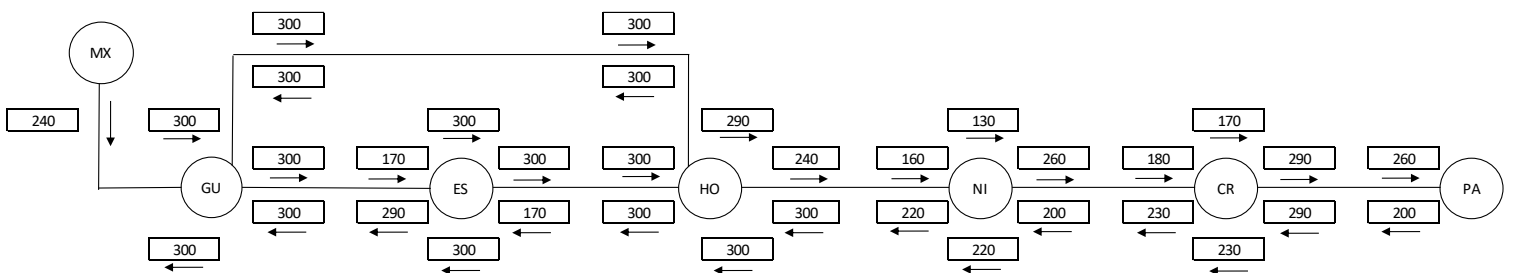 300 300
MX
300 300
240 300 300 290 130 170
300 170 300 300 240 160 260 180 290 260
GU ES HO NI CR PA
300 290 170 300 300 220 200 230 290 200
300 300 300 220 230